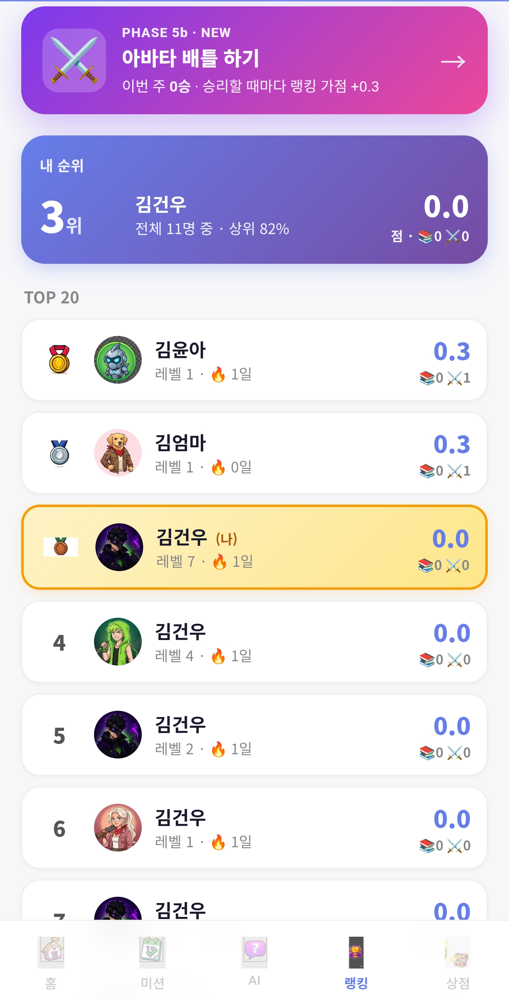 PHASE 5b · NEW
아바타 배틀 하기
이번 주 0승 · 승리할 때마다 랭킹 가점 +0.3
내 순위
3위
김건우
전체 11명 중 · 상위 82%
0.0
점 · 📚0 ⚔️0
TOP 20
김윤아
레벨 1 · 🔥 1일
0.3
📚0 ⚔️1
김엄마
레벨 1 · 🔥 0일
0.3
📚0 ⚔️1
김건우 (나)
레벨 7 · 🔥 1일
0.0
📚0 ⚔️0
4
김건우
레벨 4 · 🔥 1일
0.0
📚0 ⚔️0
5
김건우
레벨 2 · 🔥 1일
0.0
📚0 ⚔️0
6
김건우
레벨 1 · 🔥 1일
0.0
📚0 ⚔️0
7
김건우
0.0
홈
미션
AI
랭킹
상점